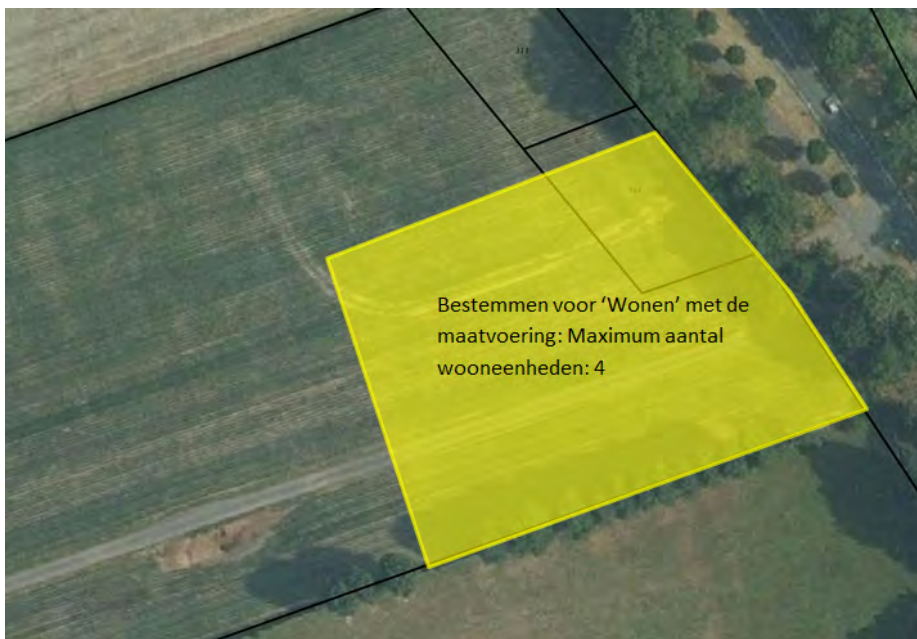 Bestemmen voor ‘Wonen’ met de
maatvoering: Maximum aantal
wooneenheden: 4